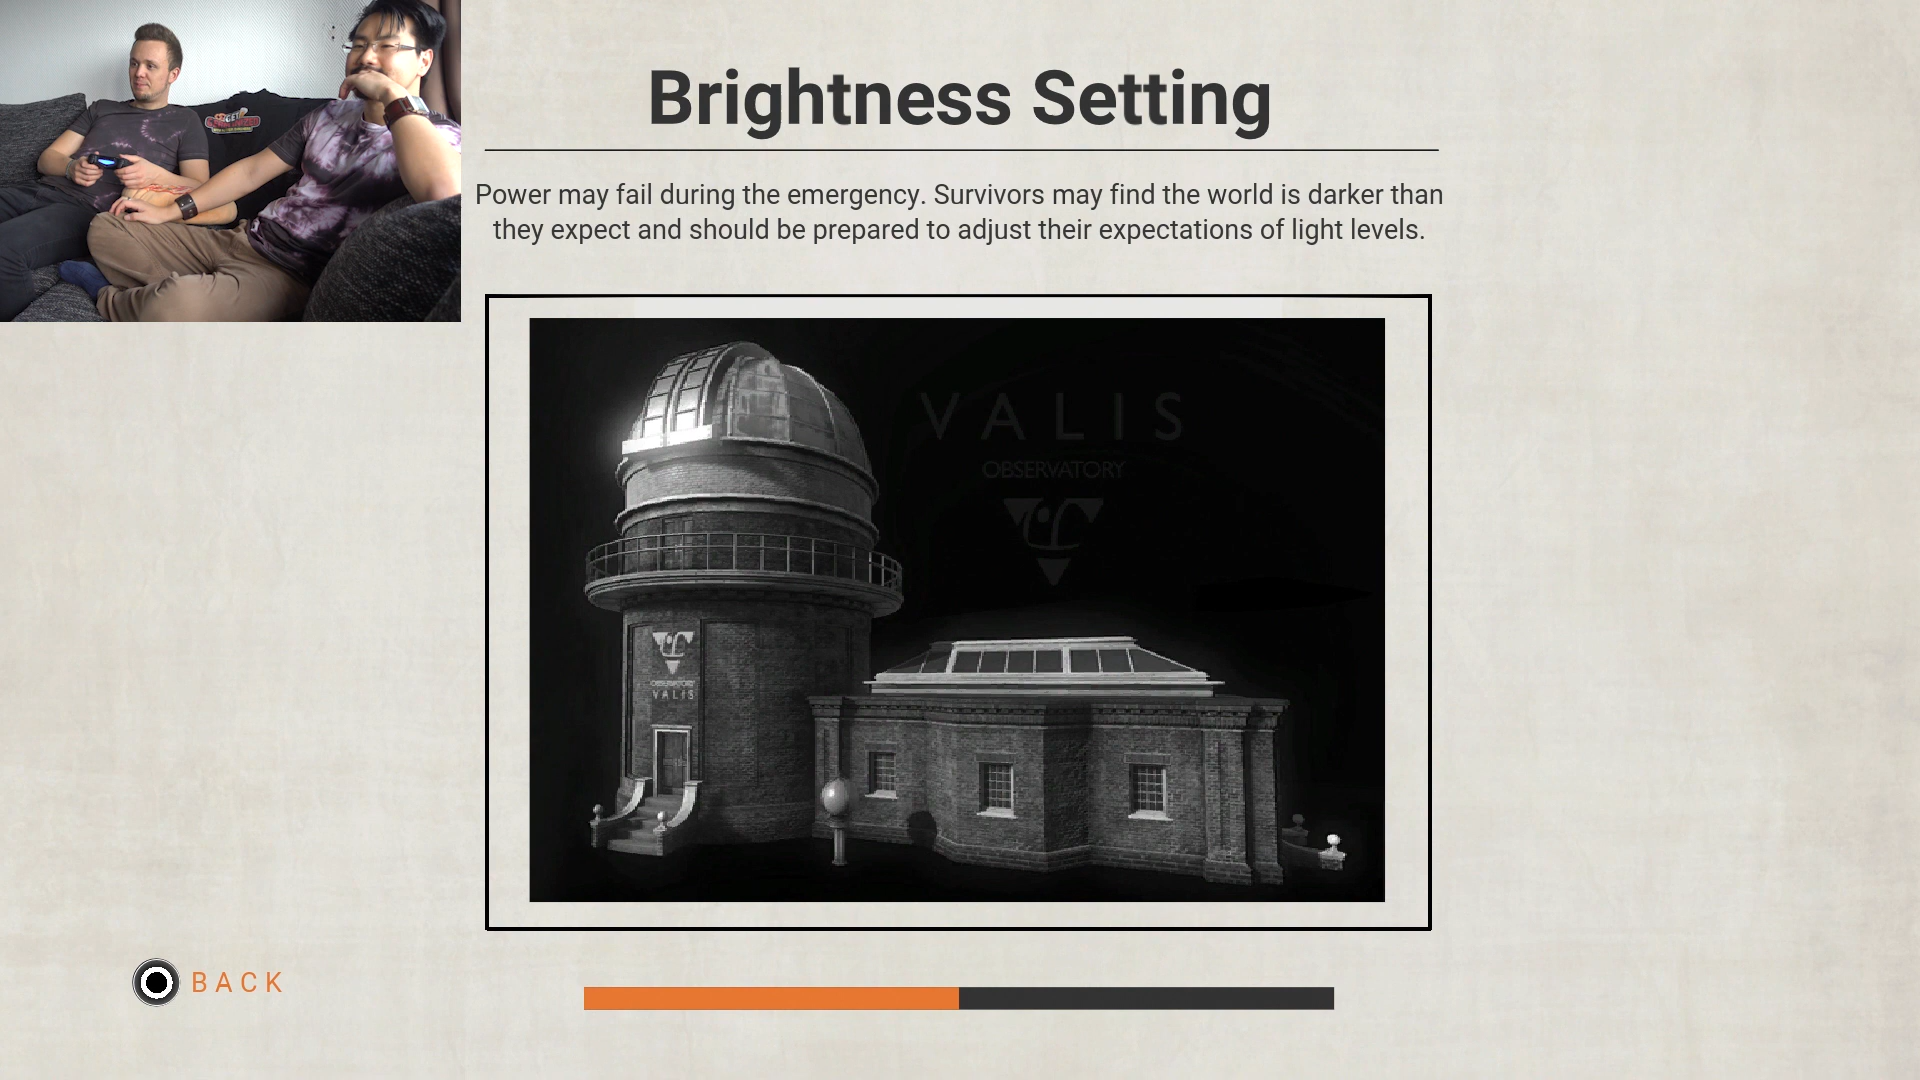 Brightness Setting
Power may fail during the emergency. Survivors may find the world is darker than
they expect and should be prepared to adjust their expectations of light levels.
VALIS
OBSERVATORY
OBSERVATORY
VALIS
BACK